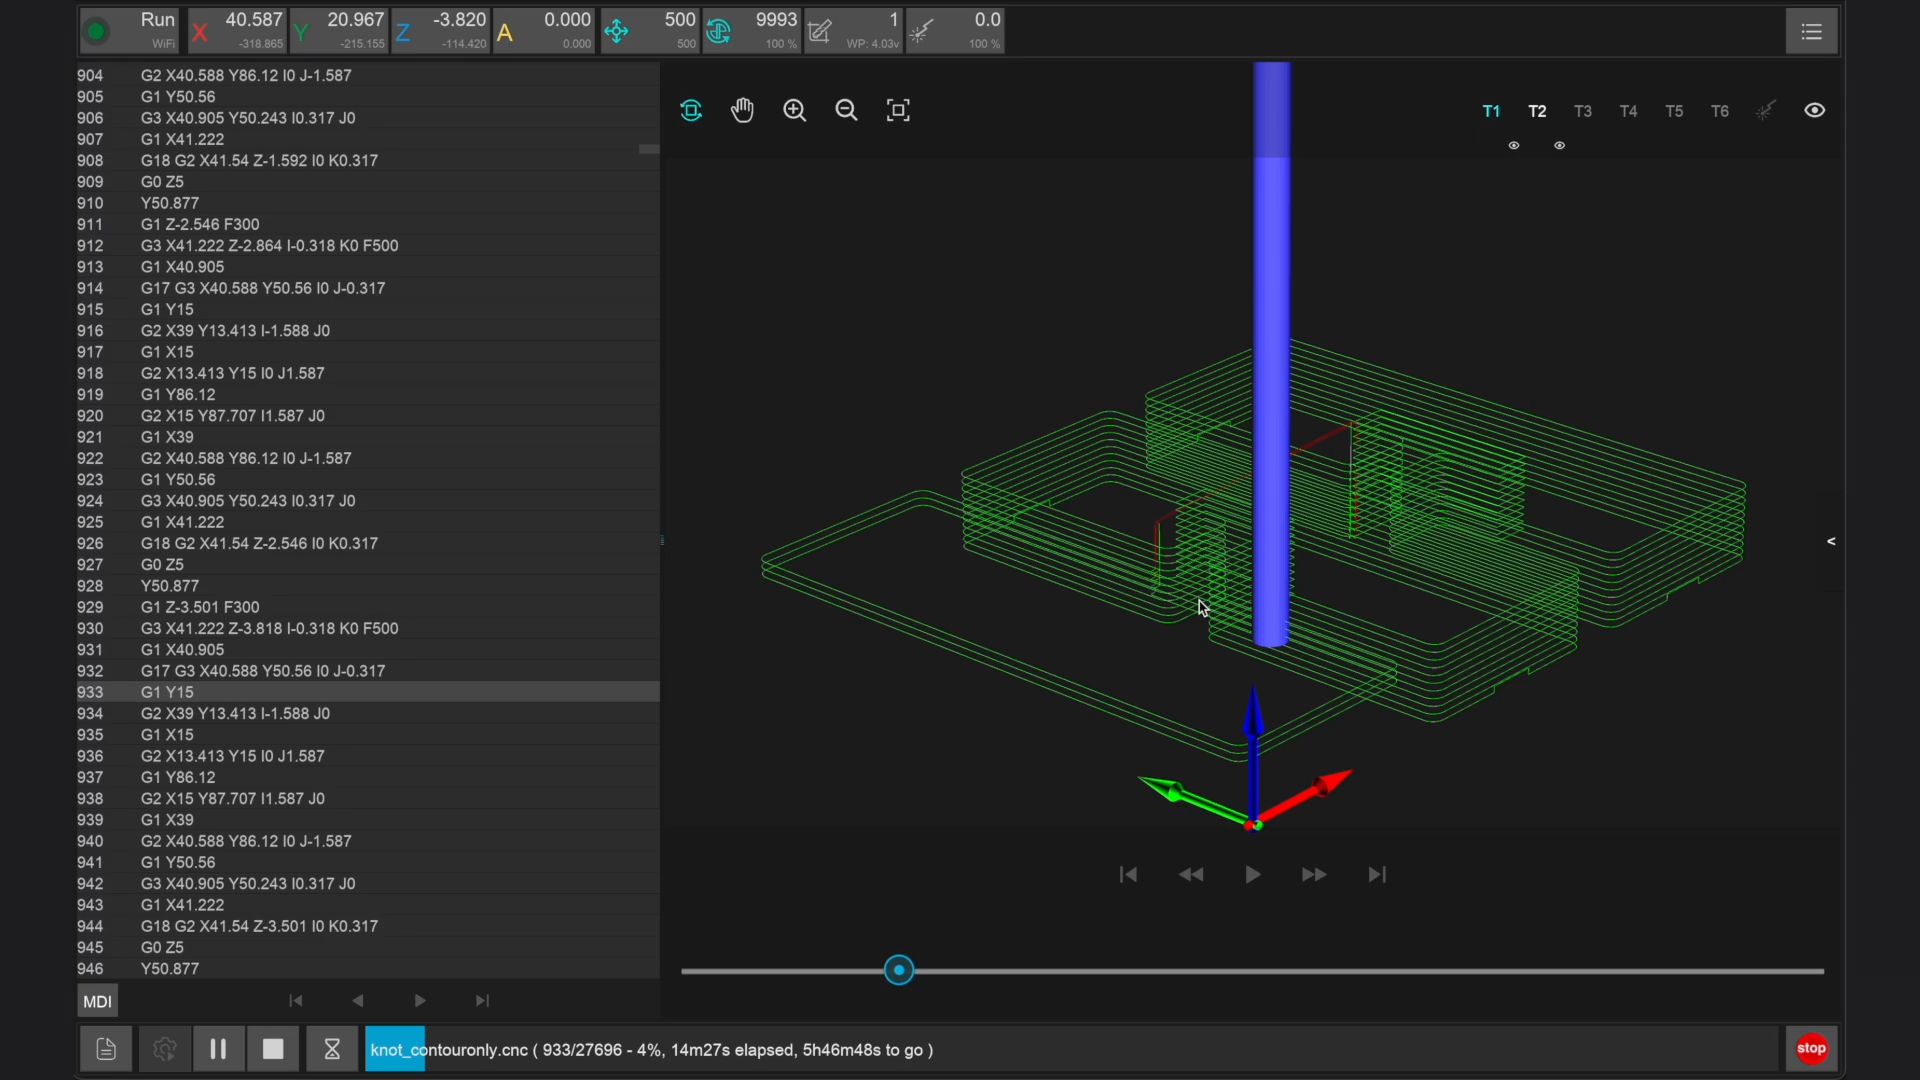 Run X 40.587 Y 20.967 Z -3.820 A 0.000 500 9993 1 0.0
WiFi -318.865 -215.155 -114.420 0.000 500 100 % WP: 4.03v 100 %
T1 T2 T3 T4 T5 T6
904 G2 X40.588 Y86.12 I0 J-1.587
905 G1 Y50.56
906 G3 X40.905 Y50.243 I0.317 J0
907 G1 X41.222
908 G18 G2 X41.54 Z-1.592 I0 K0.317
909 G0 Z5
910 Y50.877
911 G1 Z-2.546 F300
912 G3 X41.222 Z-2.864 I-0.318 K0 F500
913 G1 X40.905
914 G17 G3 X40.588 Y50.56 I0 J-0.317
915 G1 Y15
916 G2 X39 Y13.413 I-1.588 J0
917 G1 X15
918 G2 X13.413 Y15 I0 J1.587
919 G1 Y86.12
920 G2 X15 Y87.707 I1.587 J0
921 G1 X39
922 G2 X40.588 Y86.12 I0 J-1.587
923 G1 Y50.56
924 G3 X40.905 Y50.243 I0.317 J0
925 G1 X41.222
926 G18 G2 X41.54 Z-2.546 I0 K0.317
927 G0 Z5
928 Y50.877
929 G1 Z-3.501 F300
930 G3 X41.222 Z-3.818 I-0.318 K0 F500
931 G1 X40.905
932 G17 G3 X40.588 Y50.56 I0 J-0.317
933 G1 Y15
934 G2 X39 Y13.413 I-1.588 J0
935 G1 X15
936 G2 X13.413 Y15 I0 J1.587
937 G1 Y86.12
938 G2 X15 Y87.707 I1.587 J0
939 G1 X39
940 G2 X40.588 Y86.12 I0 J-1.587
941 G1 Y50.56
942 G3 X40.905 Y50.243 I0.317 J0
943 G1 X41.222
944 G18 G2 X41.54 Z-3.501 I0 K0.317
945 G0 Z5
946 Y50.877
<
MDI
knot_contouronly.cnc ( 933/27696 - 4%, 14m27s elapsed, 5h46m48s to go )
stop